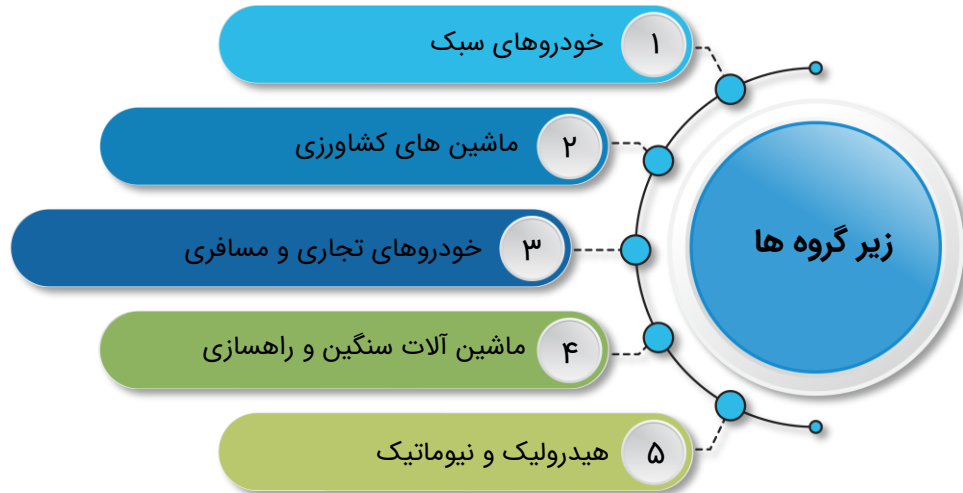 زیر گروه ها
۱ خودروهای سبک
۲ ماشین های کشاورزی
۳ خودروهای تجاری و مسافری
۴ ماشین آلات سنگین و راهسازی
۵ هیدرولیک و نیوماتیک